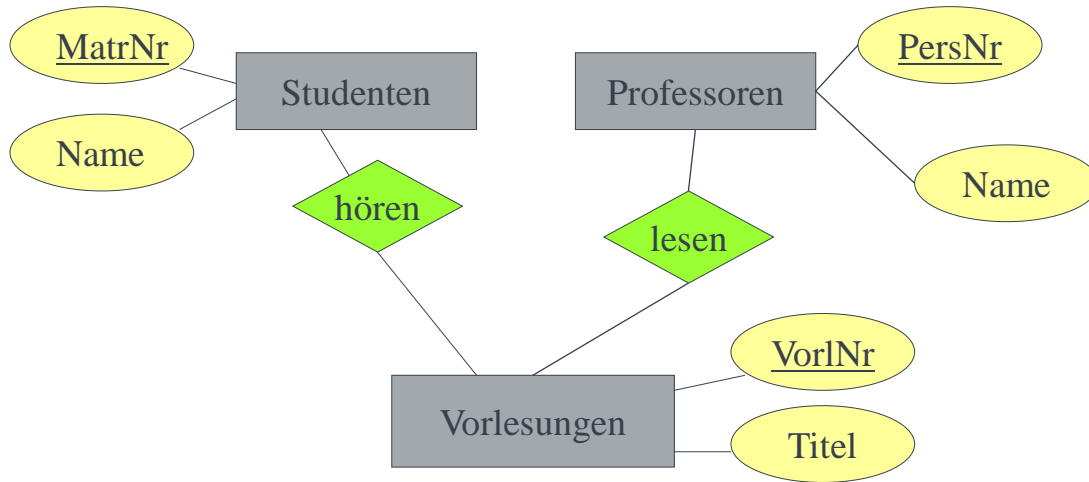 MatrNr
Studenten
Professoren
PersNr
Name
Name
hören
lesen
VorlNr
Vorlesungen
Titel